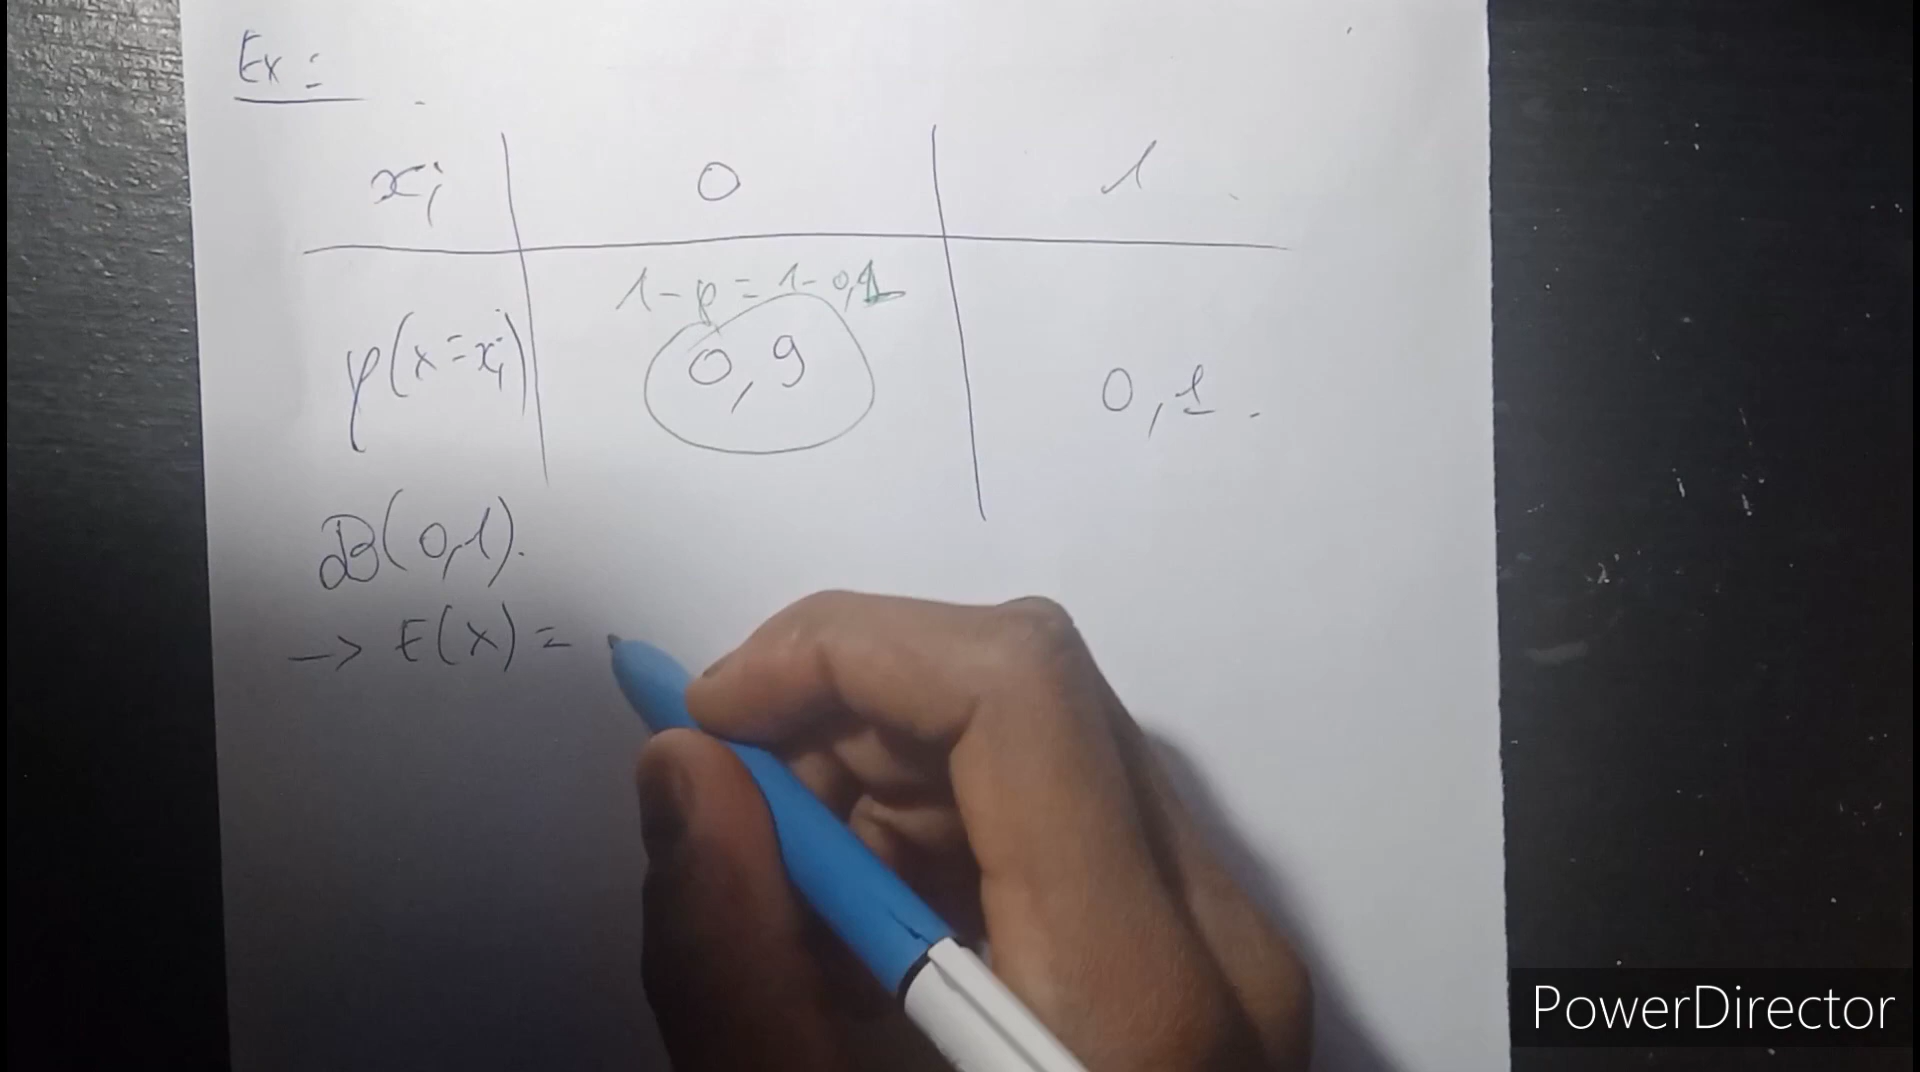 Ex :
xi 0 1
1-p = 1-0,1
p(x=xi) 0,9 0,1.
B(0,1).
→ E(x) =
PowerDirector